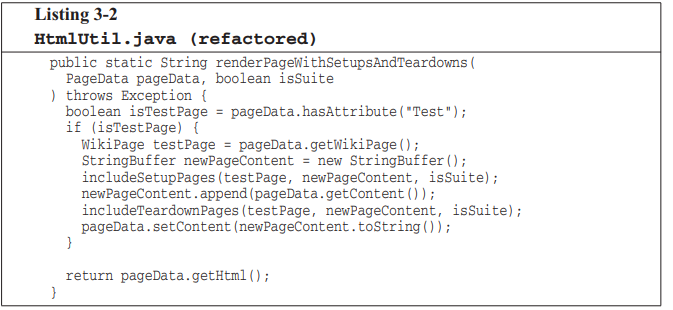 Listing 3-2
HtmlUtil.java (refactored)
public static String renderPageWithSetupsAndTeardowns(
PageData pageData, boolean isSuite
) throws Exception {
boolean isTestPage = pageData.hasAttribute("Test");
if (isTestPage) {
WikiPage testPage = pageData.getWikiPage();
StringBuffer newPageContent = new StringBuffer();
includeSetupPages(testPage, newPageContent, isSuite);
newPageContent.append(pageData.getContent());
includeTeardownPages(testPage, newPageContent, isSuite);
pageData.setContent(newPageContent.toString());
}
return pageData.getHtml();
}